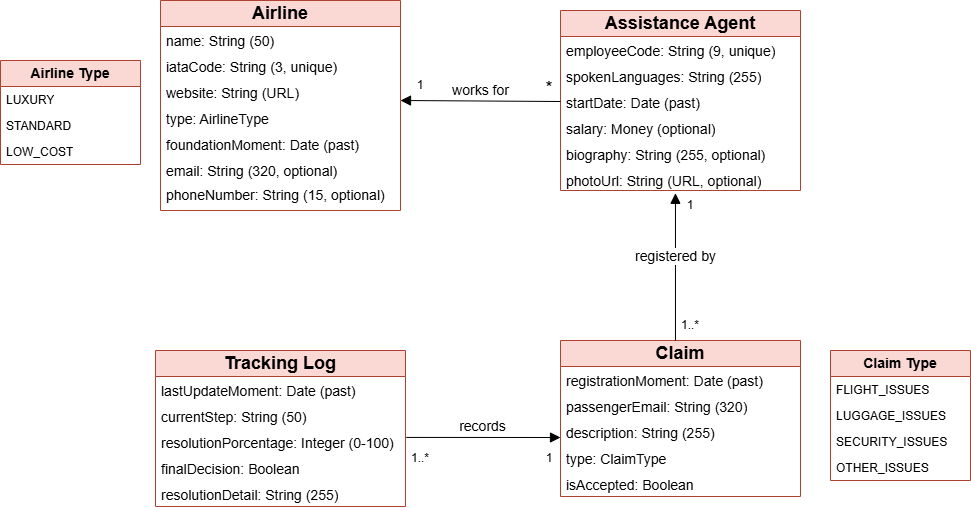 Airline Type
LUXURY
STANDARD
LOW_COST
Airline
name: String (50)
iataCode: String (3, unique)
website: String (URL)
type: AirlineType
foundationMoment: Date (past)
email: String (320, optional)
phoneNumber: String (15, optional)
1
works for
*
Assistance Agent
employeeCode: String (9, unique)
spokenLanguages: String (255)
startDate: Date (past)
salary: Money (optional)
biography: String (255, optional)
photoUrl: String (URL, optional)
1
registered by
1..*
Tracking Log
lastUpdateMoment: Date (past)
currentStep: String (50)
resolutionPercentage: Integer (0-100)
finalDecision: Boolean
resolutionDetail: String (255)
records
1..*
1
Claim
registrationMoment: Date (past)
passengerEmail: String (320)
description: String (255)
type: ClaimType
isAccepted: Boolean
Claim Type
FLIGHT_ISSUES
LUGGAGE_ISSUES
SECURITY_ISSUES
OTHER_ISSUES